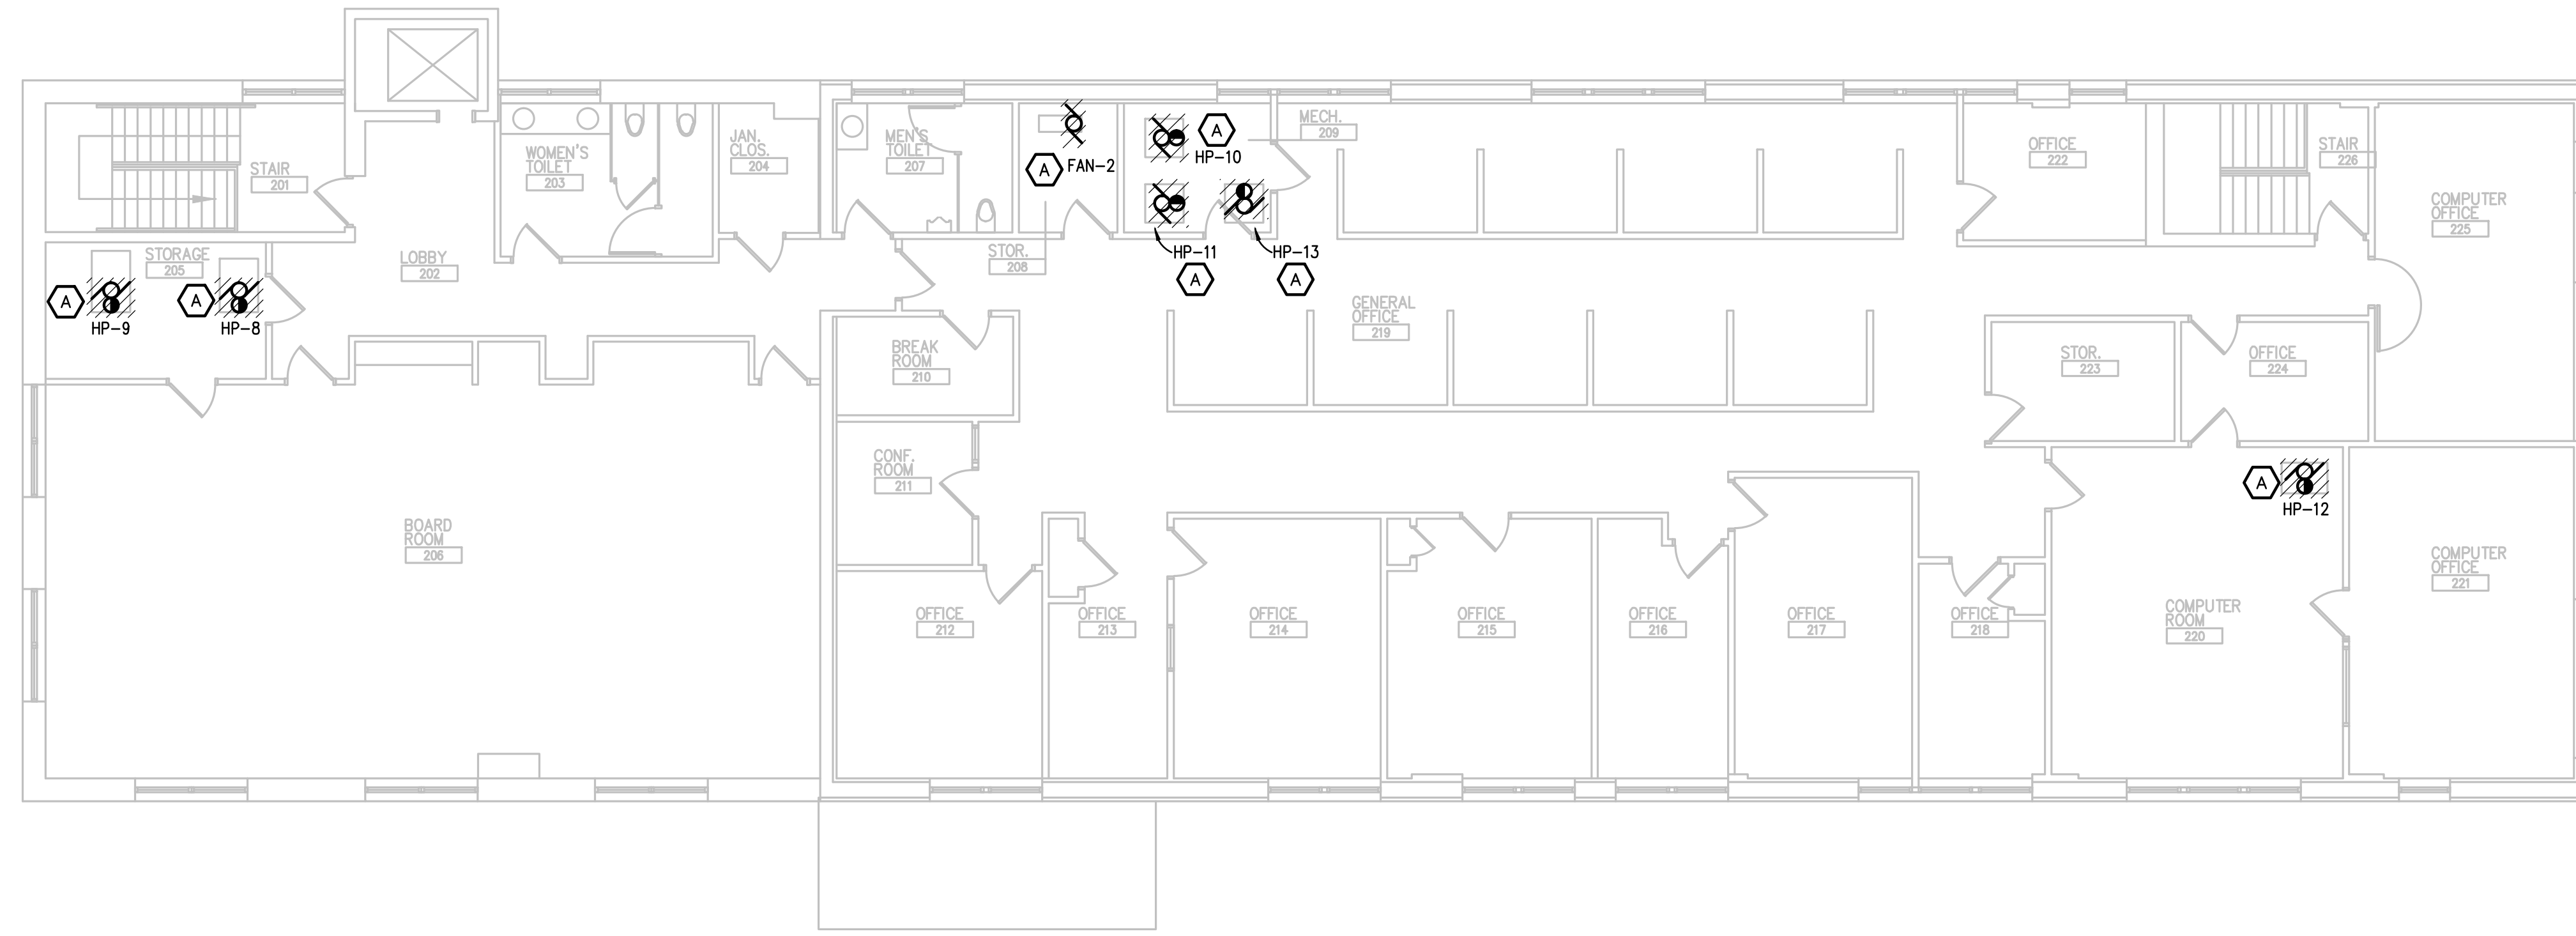 STAIR
201
WOMEN'S
TOILET
203
JAN.
CLOS.
204
MEN'S
TOILET
207
A
FAN-2
A
HP-10
MECH.
209
OFFICE
222
STAIR
226
COMPUTER
OFFICE
225
STORAGE
205
LOBBY
202
STOR.
208
HP-11
A
HP-13
A
A
HP-9
A
HP-8
GENERAL
OFFICE
219
BREAK
ROOM
210
STOR.
223
OFFICE
224
CONF.
ROOM
211
A
HP-12
BOARD
ROOM
206
COMPUTER
OFFICE
221
OFFICE
212
OFFICE
213
OFFICE
214
OFFICE
215
OFFICE
216
OFFICE
217
OFFICE
218
COMPUTER
ROOM
220